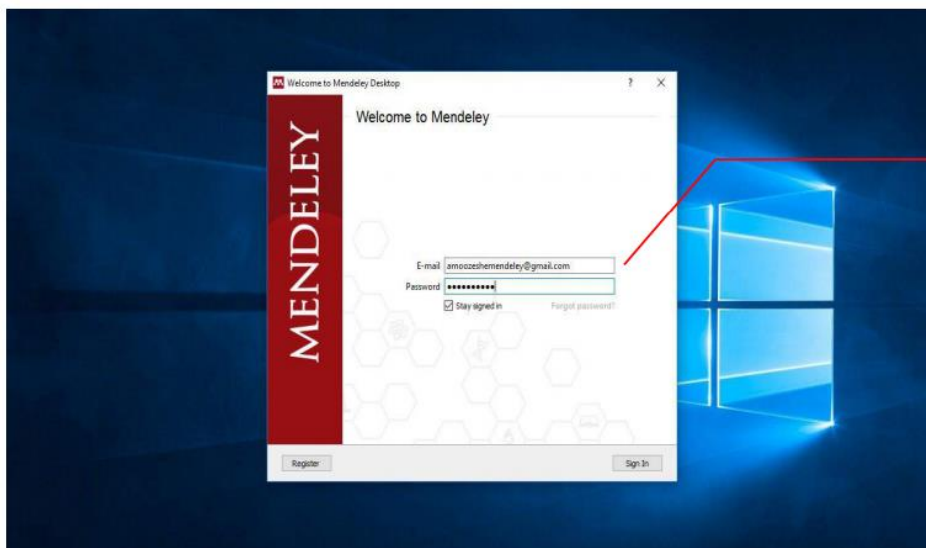 Welcome to Mendeley Desktop
? X
MENDELEY
Welcome to Mendeley
E-mail amoozeshemendeley@gmail.com
Password ●●●●●●●●●●
Stay signed in Forgot password?
Register Sign In